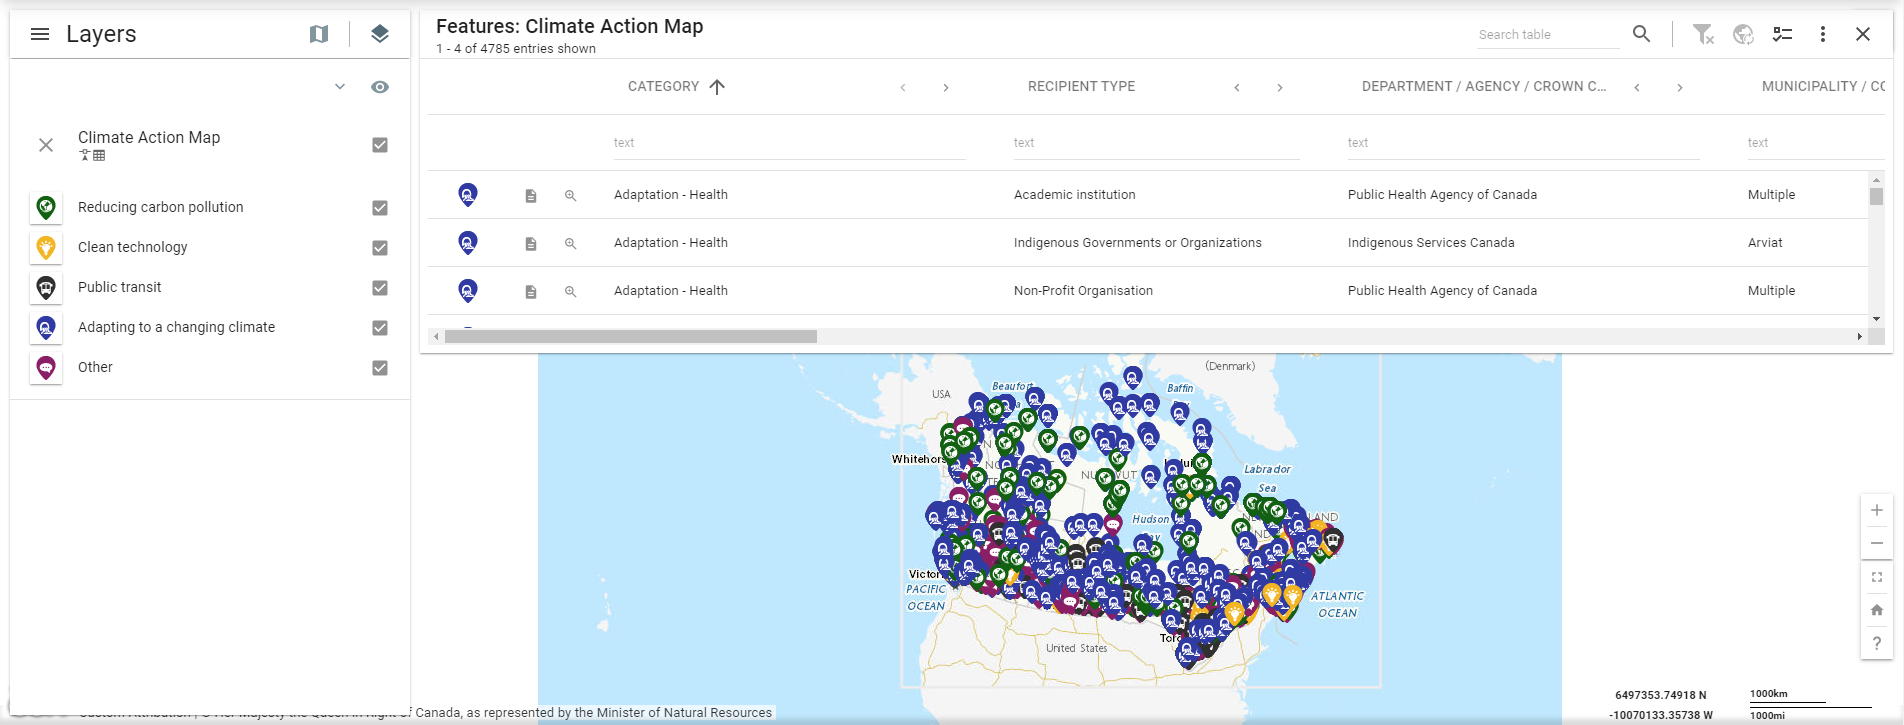 Layers
Climate Action Map
Reducing carbon pollution
Clean technology
Public transit
Adapting to a changing climate
Other
Features: Climate Action Map
1 - 4 of 4785 entries shown
Search table
CATEGORY RECIPIENT TYPE DEPARTMENT / AGENCY / CROWN C... MUNICIPALITY / CO
text text text text
Adaptation - Health Academic institution Public Health Agency of Canada Multiple
Adaptation - Health Indigenous Governments or Organizations Indigenous Services Canada Arviat
Adaptation - Health Non-Profit Organisation Public Health Agency of Canada Multiple
(Denmark)
USA
Beaufort
Baffin
Labrador
Sea
Hudson
PACIFIC
OCEAN
ATLANTIC
OCEAN
United States
6497353.74918 N
-10070133.35738 W
1000km
1000mi
of Canada, as represented by the Minister of Natural Resources